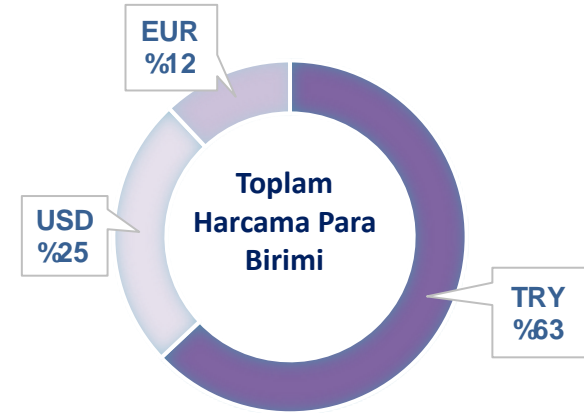 EUR
%12
Toplam
Harcama Para
Birimi
USD
%25
TRY
%63